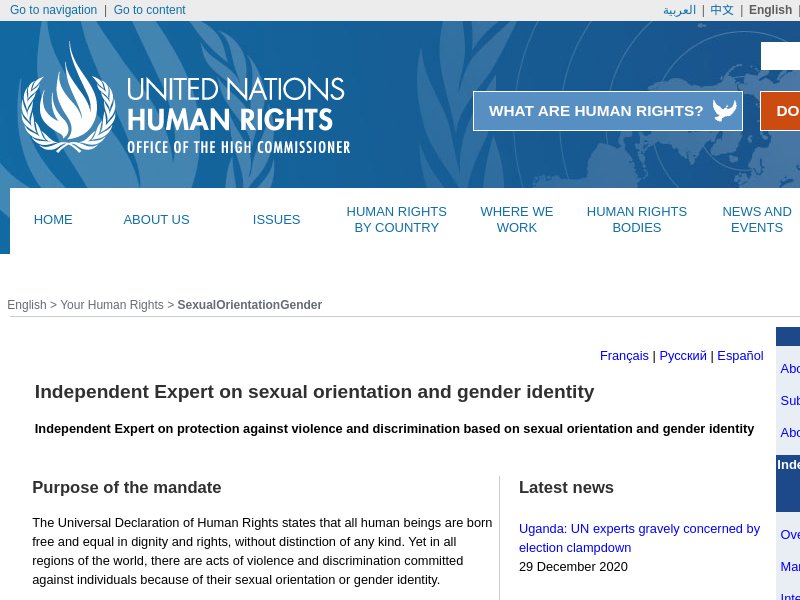 Go to navigation | Go to content
العربية | 中文 | English |
UNITED NATIONS
HUMAN RIGHTS
OFFICE OF THE HIGH COMMISSIONER
WHAT ARE HUMAN RIGHTS?
DO
HOME
ABOUT US
ISSUES
HUMAN RIGHTS
BY COUNTRY
WHERE WE
WORK
HUMAN RIGHTS
BODIES
NEWS AND
EVENTS
English > Your Human Rights > SexualOrientationGender
Français | Русский | Español
Independent Expert on sexual orientation and gender identity
Independent Expert on protection against violence and discrimination based on sexual orientation and gender identity
Purpose of the mandate
The Universal Declaration of Human Rights states that all human beings are born
free and equal in dignity and rights, without distinction of any kind. Yet in all
regions of the world, there are acts of violence and discrimination committed
against individuals because of their sexual orientation or gender identity.
Latest news
Uganda: UN experts gravely concerned by
election clampdown
29 December 2020